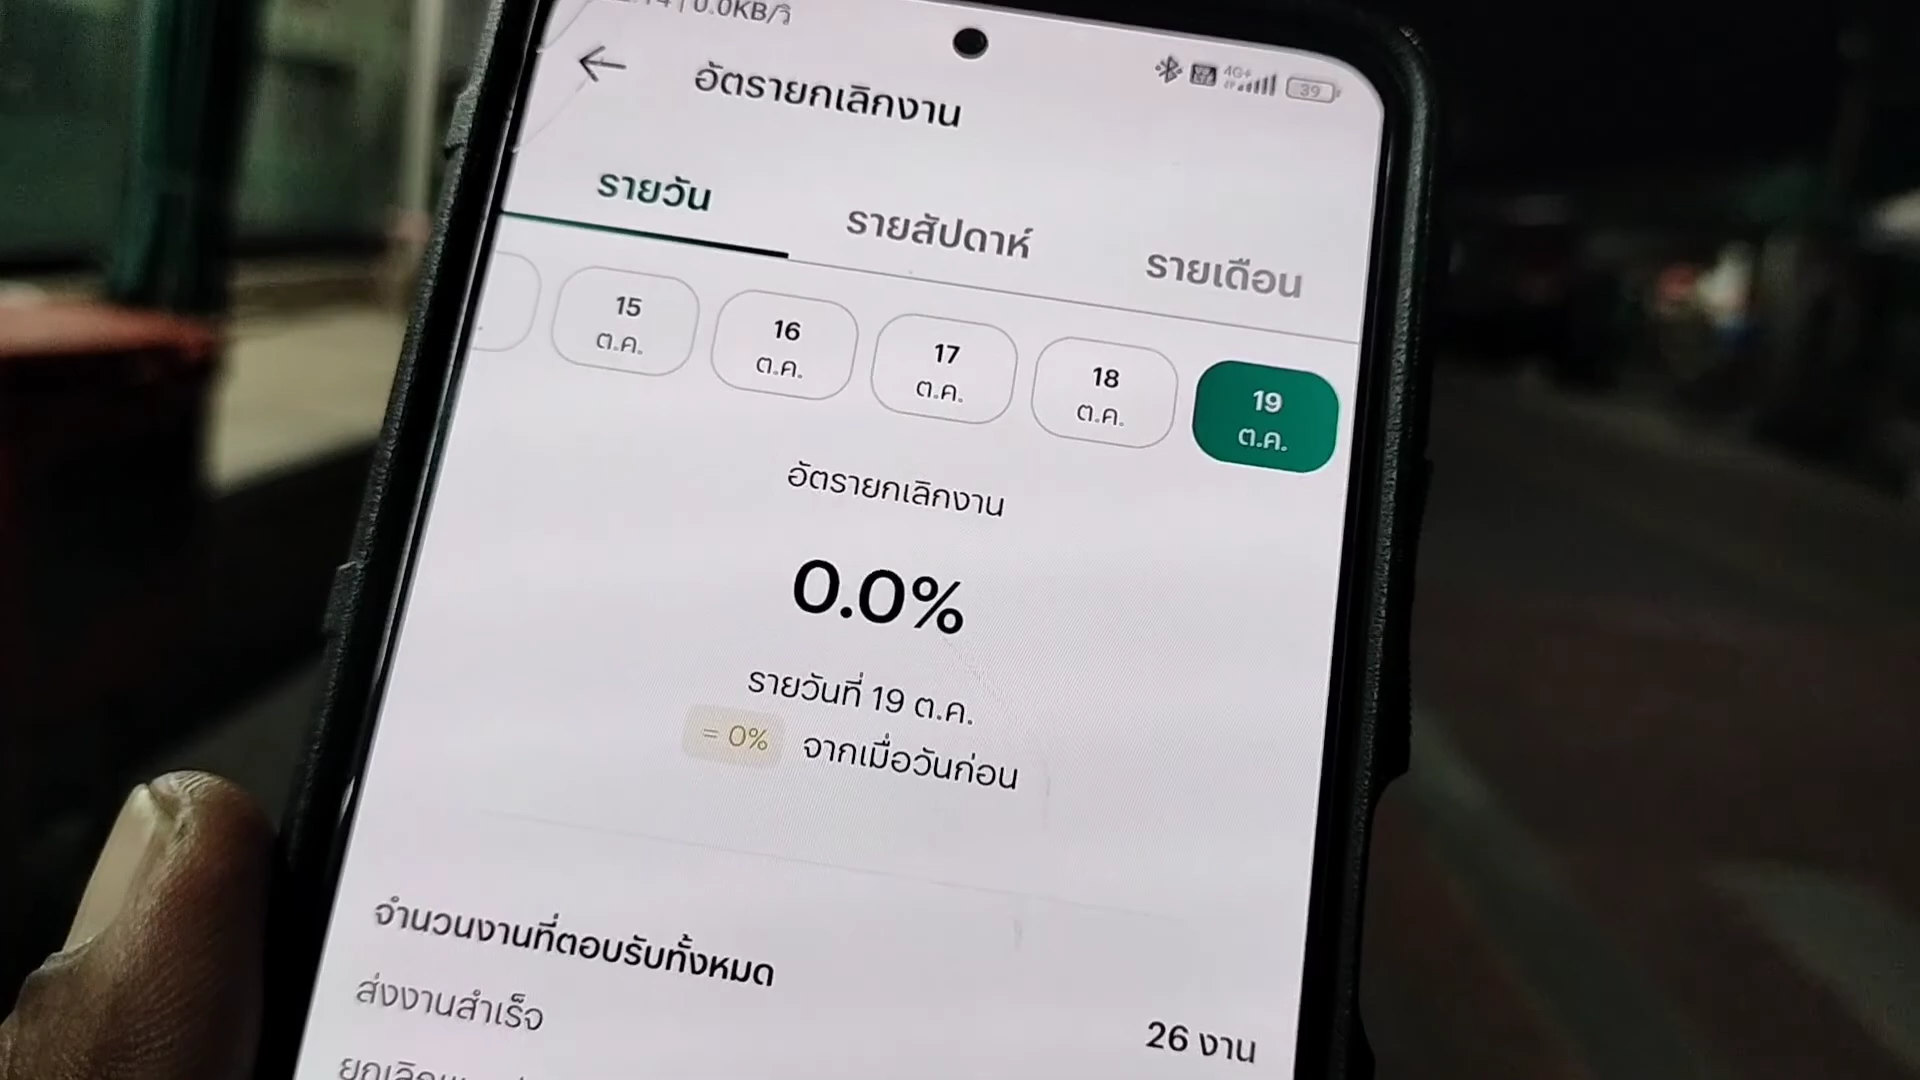 0.0KB/วิ
4G+ 39
อัตรายกเลิกงาน
รายวัน รายสัปดาห์ รายเดือน
15 ต.ค.
16 ต.ค.
17 ต.ค.
18 ต.ค.
19 ต.ค.
อัตรายกเลิกงาน
0.0%
รายวันที่ 19 ต.ค.
= 0% จากเมื่อวันก่อน
จำนวนงานที่ตอบรับทั้งหมด 26 งาน
ส่งงานสำเร็จ